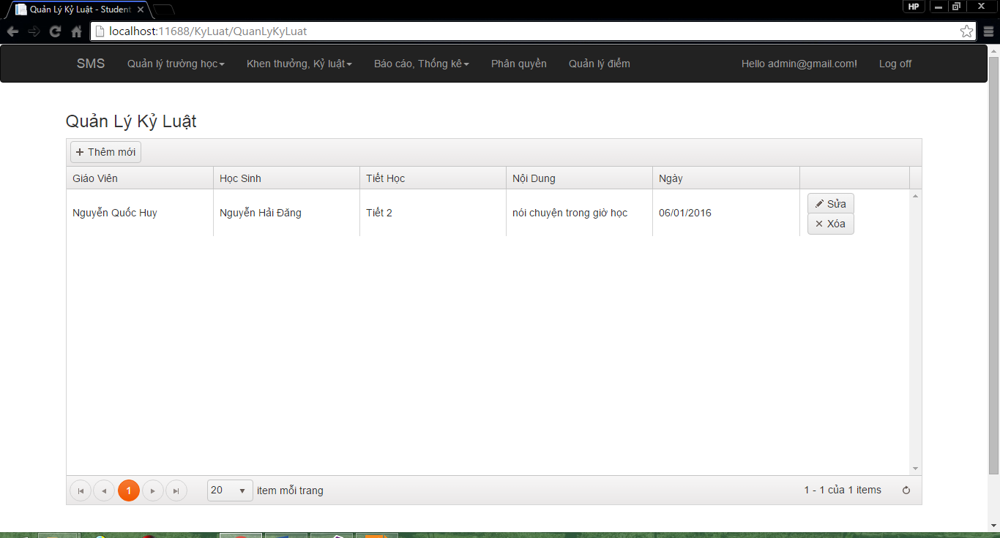 Quản Lý Kỷ Luật - Student
HP
localhost:11688/KyLuat/QuanLyKyLuat
SMS Quản lý trường học Khen thưởng, Kỷ luật Báo cáo, Thống kê Phân quyền Quản lý điểm Hello admin@gmail.com! Log off
Quản Lý Kỷ Luật
Thêm mới
Giáo Viên Học Sinh Tiết Học Nội Dung Ngày
Nguyễn Quốc Huy Nguyễn Hải Đăng Tiết 2 nói chuyện trong giờ học 06/01/2016
Sửa
Xóa
1 20 item mỗi trang 1 - 1 của 1 items